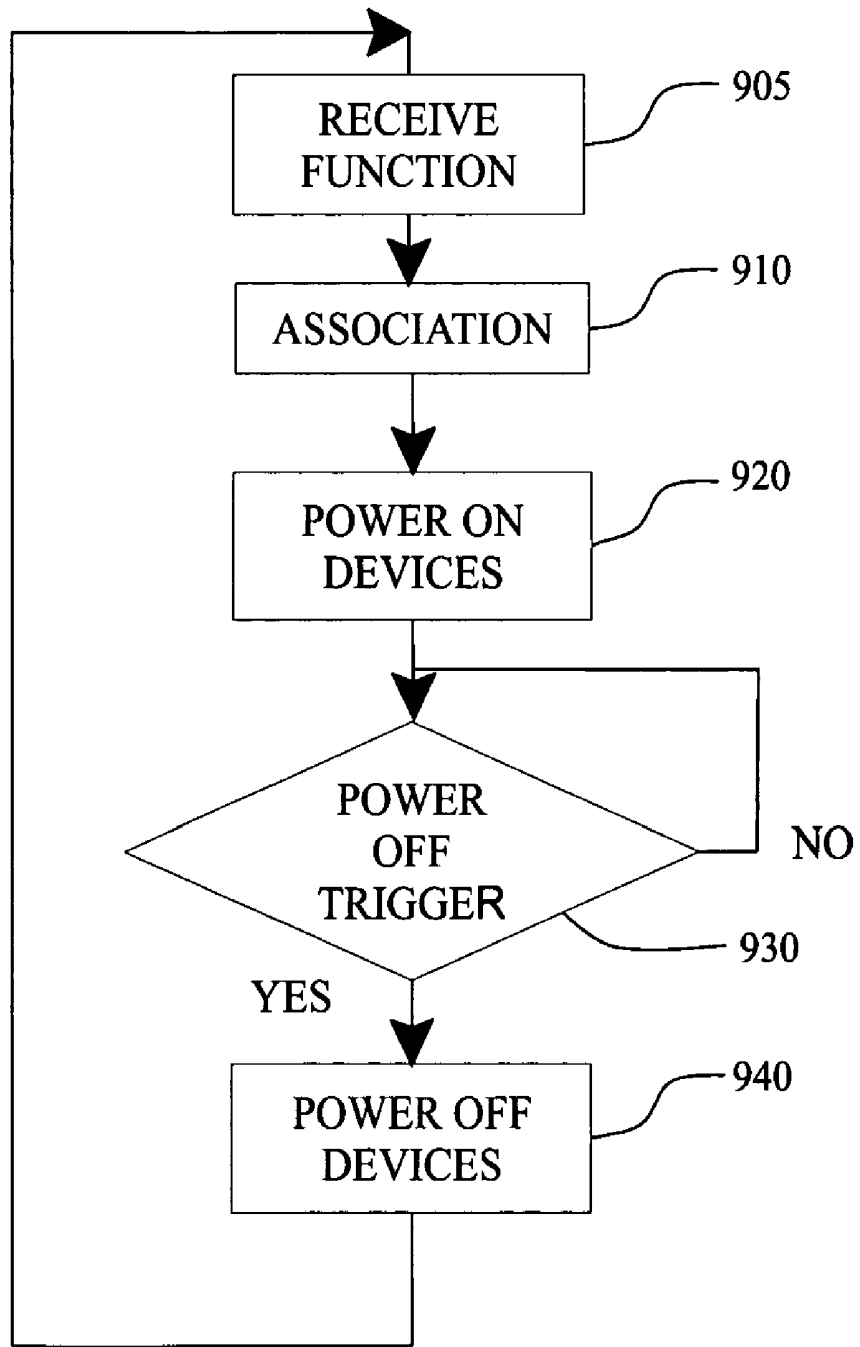 905
RECEIVE
FUNCTION
910
ASSOCIATION
920
POWER ON
DEVICES
POWER
OFF
TRIGGER
NO
930
YES
940
POWER OFF
DEVICES